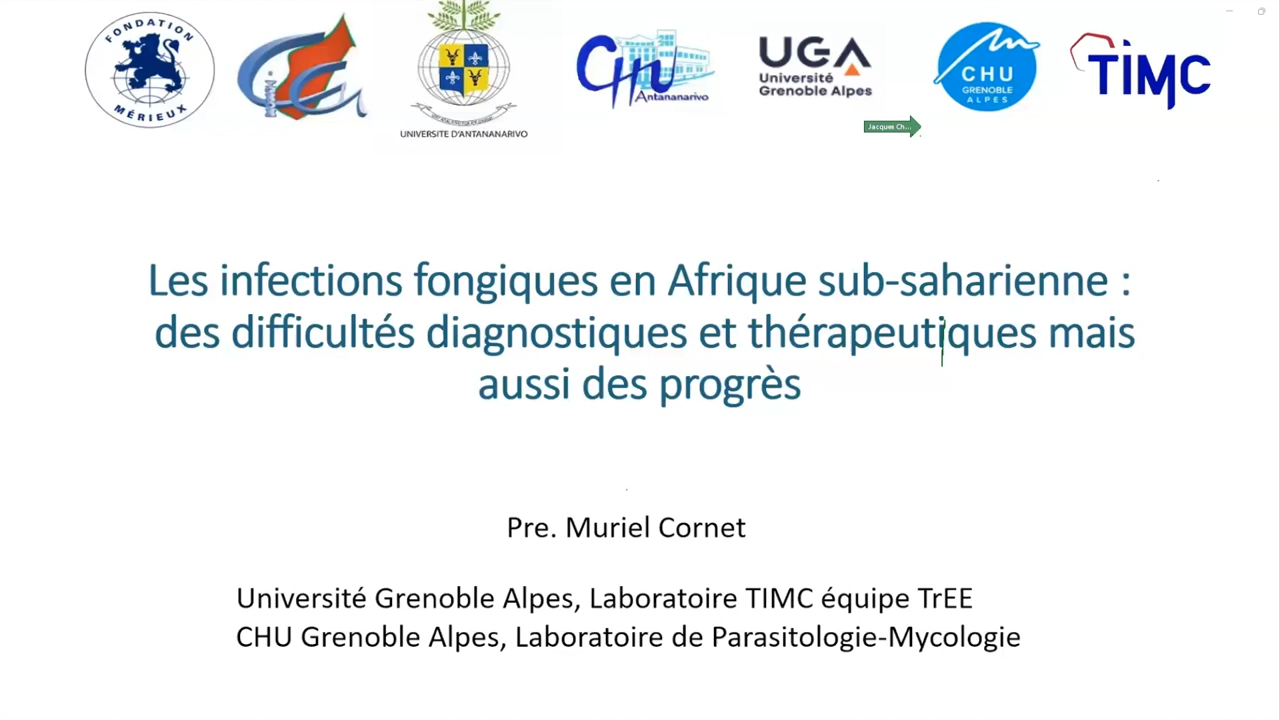 FONDATION
MÉRIEUX
UNIVERSITE D'ANTANANARIVO
CHU
Antananarivo
UGA
Université
Grenoble Alpes
CHU
GRENOBLE
ALPES
TIMC
Jacques Ch...
Les infections fongiques en Afrique sub-saharienne :
des difficultés diagnostiques et thérapeutiques mais
aussi des progrès
Pre. Muriel Cornet
Université Grenoble Alpes, Laboratoire TIMC équipe TrEE
CHU Grenoble Alpes, Laboratoire de Parasitologie-Mycologie